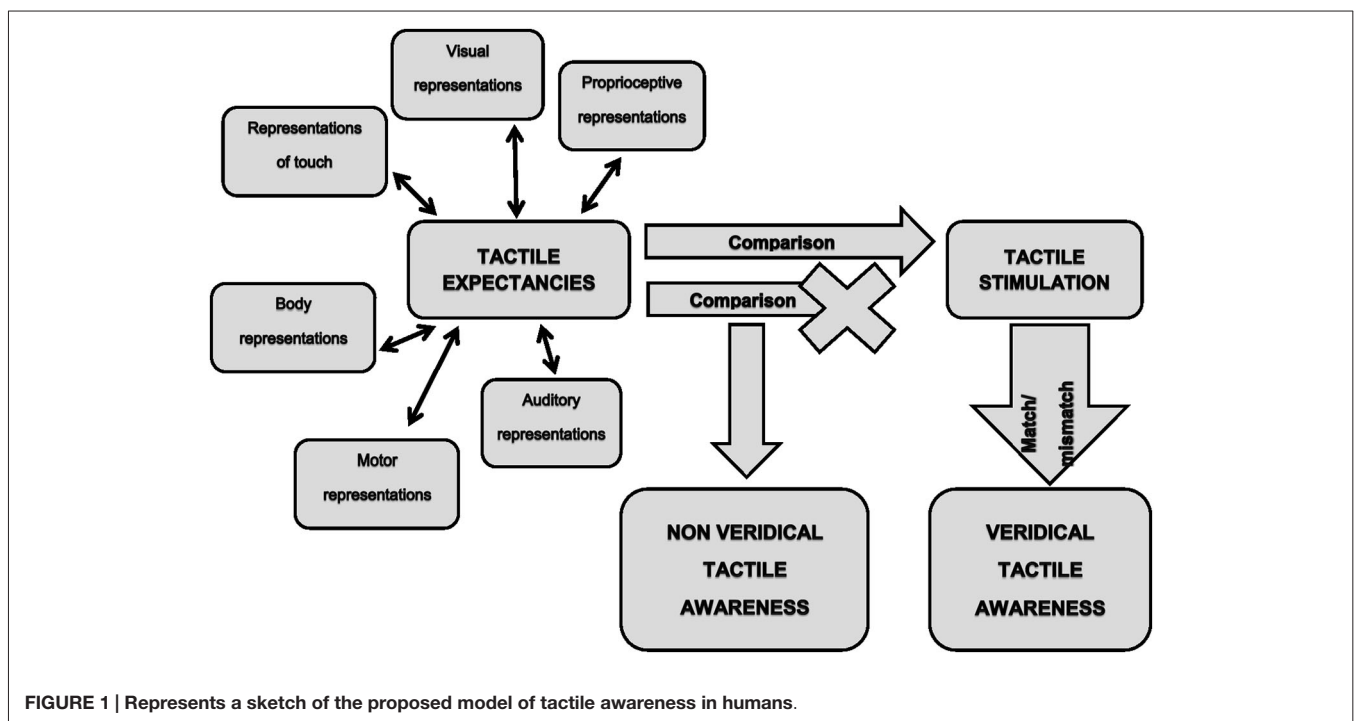 Visual
representations
Proprioceptive
representations
Representations
of touch
TACTILE
EXPECTANCIES
Comparison
TACTILE
STIMULATION
Comparison
Body
representations
Auditory
representations
Match/
mismatch
Motor
representations
NON VERIDICAL
TACTILE
AWARENESS
VERIDICAL
TACTILE
AWARENESS
FIGURE 1 | Represents a sketch of the proposed model of tactile awareness in humans.